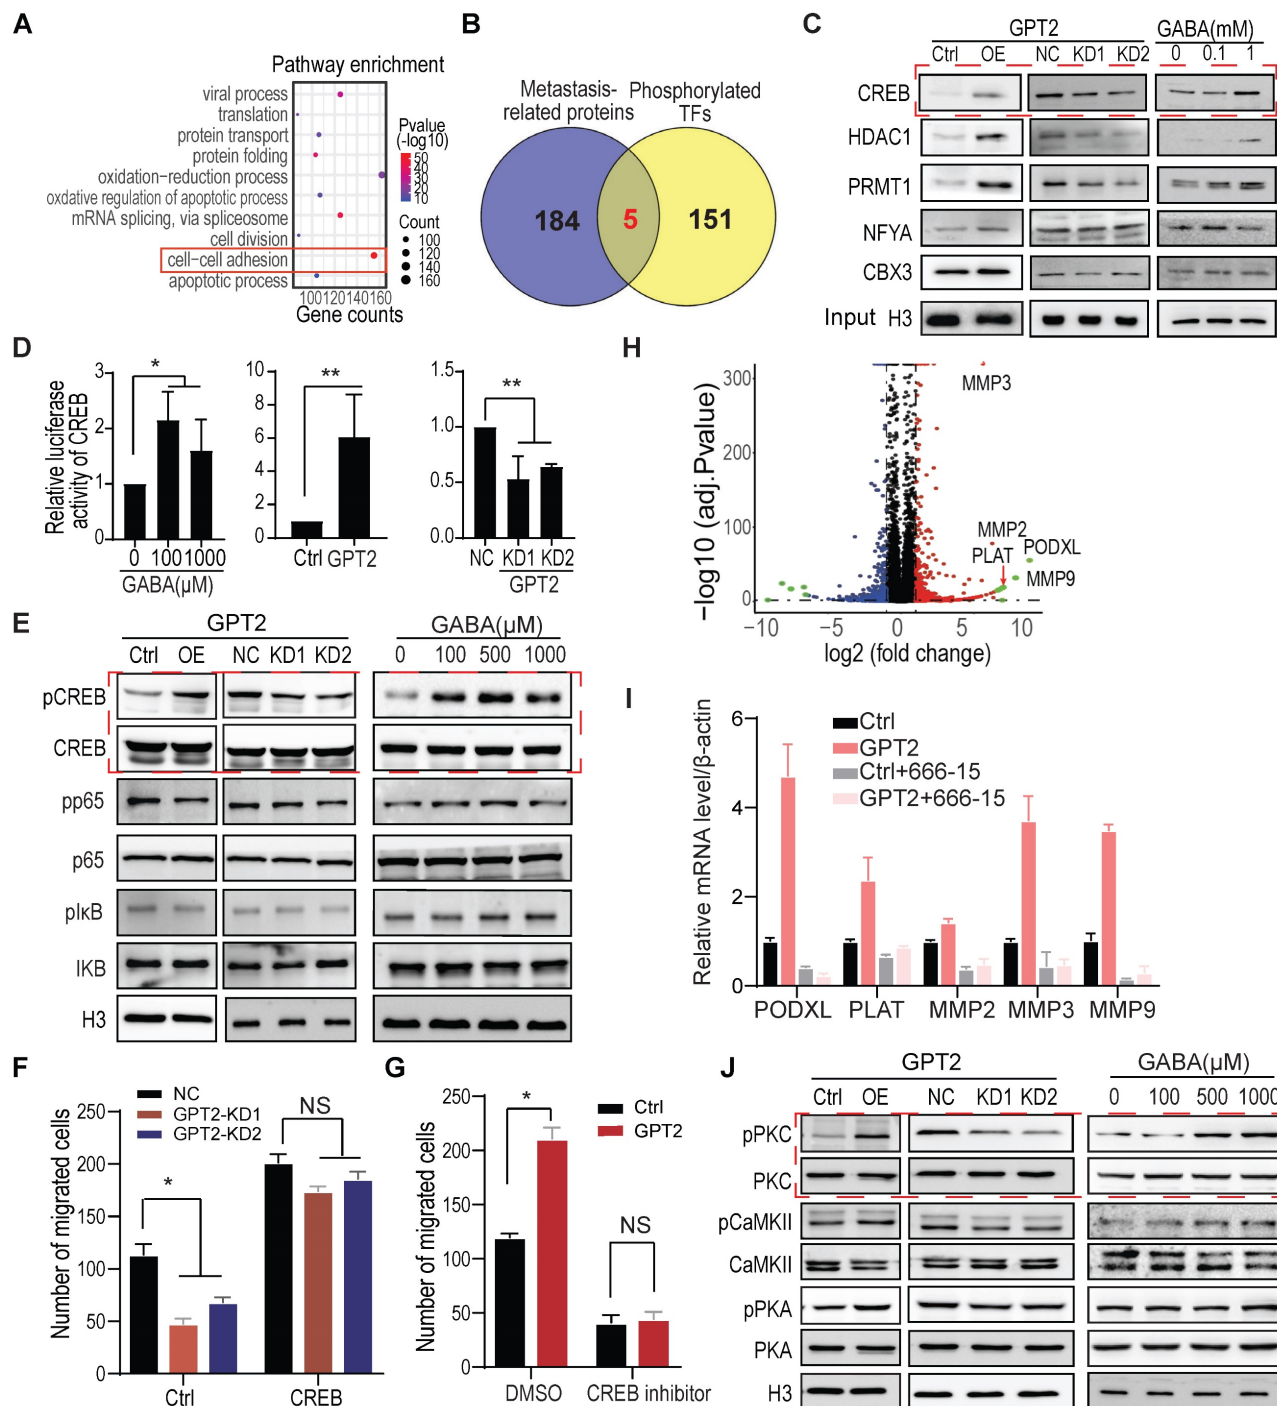 A
Pathway enrichment
viral process
translation
protein transport
protein folding
oxidation-reduction process
oxdative regulation of apoptotic process
mRNA splicing, via spliceosome
cell division
cell-cell adhesion
apoptotic process
100 120 140 160
Gene counts
Pvalue
(-log10)
50
40
30
20
10
Count
100
120
140
160
B
Metastasis-
related proteins
Phosphorylated
TFs
184
5
151
C
GPT2
GABA(mM)
Ctrl OE NC KD1 KD2 0 0.1 1
CREB
HDAC1
PRMT1
NFYA
CBX3
Input H3
D
Relative luciferase
activity of CREB
3
2
1
0
*
0 100 1000
GABA(μM)
10
8
6
4
2
0
**
Ctrl GPT2
1.5
1.0
0.5
0.0
**
NC KD1 KD2
GPT2
H
-log10 (adj.Pvalue)
300
200
100
0
MMP3
MMP2
PLAT
PODXL
MMP9
-10 -5 0 5 10
log2 (fold change)
E
GPT2
GABA(μM)
Ctrl OE NC KD1 KD2 0 100 500 1000
pCREB
CREB
pp65
p65
pIκB
IKB
H3
I
Relative mRNA level/β-actin
6
4
2
0
Ctrl
GPT2
Ctrl+666-15
GPT2+666-15
PODXL PLAT MMP2 MMP3 MMP9
F
NC
GPT2-KD1
GPT2-KD2
Number of migrated cells
250
200
150
100
50
0
*
NS
Ctrl CREB
G
Number of migrated cells
250
200
150
100
50
0
Ctrl
GPT2
*
NS
DMSO CREB inhibitor
J
GPT2
GABA(μM)
Ctrl OE NC KD1 KD2 0 100 500 1000
pPKC
PKC
pCaMKII
CaMKII
pPKA
PKA
H3